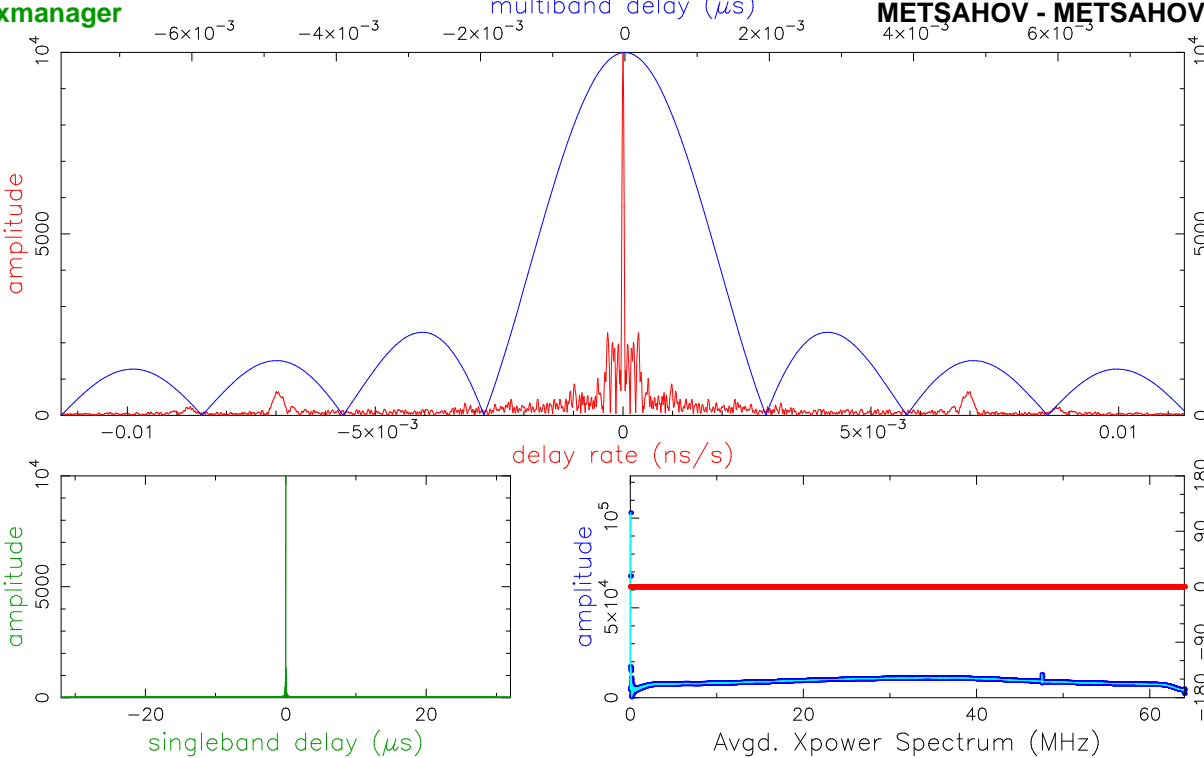 xmanager
multiband delay (μs)
METSAHOV - METSAHOV
−6×10⁻³ −4×10⁻³ −2×10⁻³ 0 2×10⁻³ 4×10⁻³ 6×10⁻³
amplitude
0 5000 10⁴
0 5000 10⁴
−0.01 −5×10⁻³ 0 5×10⁻³ 0.01
delay rate (ns/s)
amplitude
0 5000 10⁴
−20 0 20
singleband delay (μs)
amplitude
0 5×10⁴ 10⁵
−180 −90 0 90 180
0 20 40 60
Avgd. Xpower Spectrum (MHz)